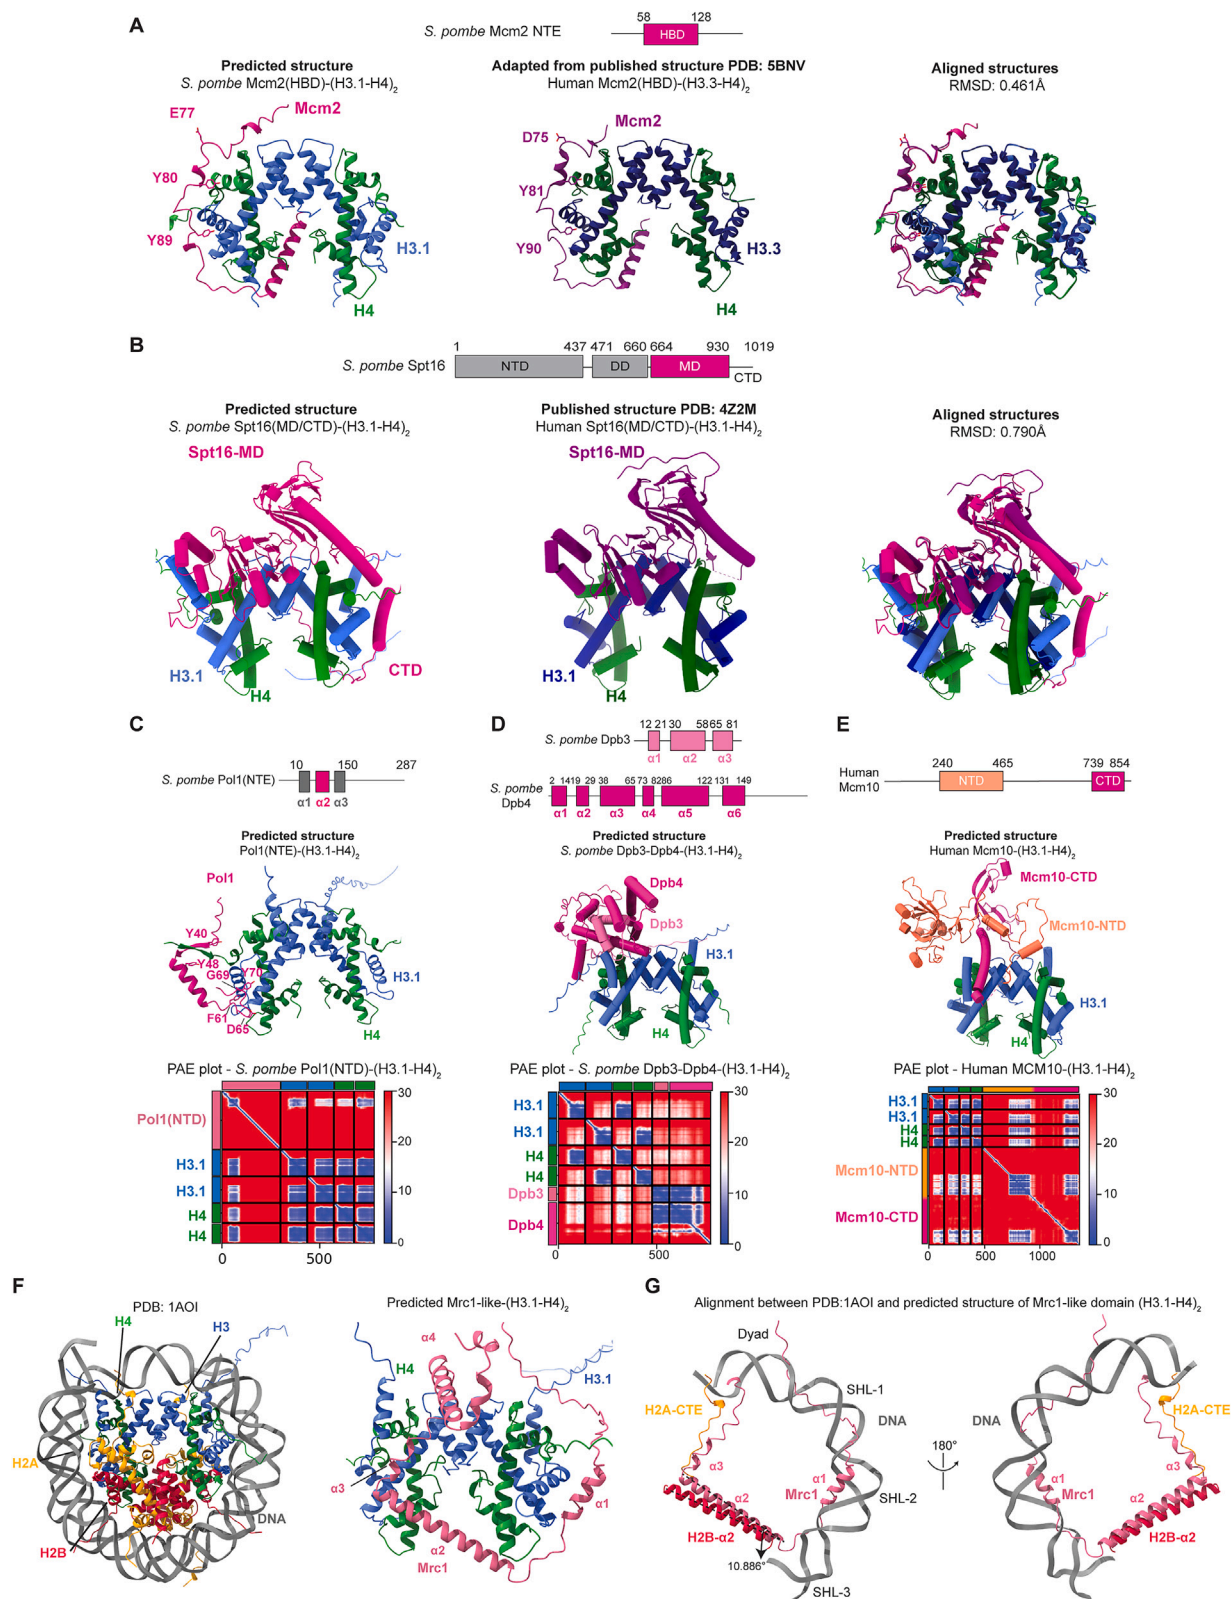 A
S. pombe Mcm2 NTE
58 128
HBD
Predicted structure
S. pombe Mcm2(HBD)-(H3.1-H4)2
Adapted from published structure PDB: 5BNV
Human Mcm2(HBD)-(H3.3-H4)2
Aligned structures
RMSD: 0.461Å
E77
Mcm2
Y80
Y89
H3.1
H4
Mcm2
D75
Y81
Y90
H3.3
H4
B
S. pombe Spt16
1 437 471 660 664 930 1019
NTD DD MD
CTD
Predicted structure
S. pombe Spt16(MD/CTD)-(H3.1-H4)2
Published structure PDB: 4Z2M
Human Spt16(MD/CTD)-(H3.1-H4)2
Aligned structures
RMSD: 0.790Å
Spt16-MD
H3.1
H4
CTD
Spt16-MD
H3.1
H4
C
10 150 287
S. pombe Pol1(NTE)
α1 α2 α3
Predicted structure
Pol1(NTE)-(H3.1-H4)2
Pol1
Y40
Y48
G69
Y70
F61
D65
H3.1
H4
PAE plot - S. pombe Pol1(NTD)-(H3.1-H4)2
Pol1(NTD)
H3.1
H3.1
H4
H4
0 500
30
20
10
0
D
12 21 30 58 65 81
S. pombe Dpb3
α1 α2 α3
2 14 19 29 38 65 73 82 86 122 131 149
S. pombe
Dpb4
α1 α2 α3 α4 α5 α6
Predicted structure
S. pombe Dpb3-Dpb4-(H3.1-H4)2
Dpb4
Dpb3
H3.1
H4
PAE plot - S. pombe Dpb3-Dpb4-(H3.1-H4)2
H3.1
H3.1
H4
H4
Dpb3
Dpb4
0 500
30
20
10
0
E
240 465 739 854
Human
Mcm10
NTD CTD
Predicted structure
Human Mcm10-(H3.1-H4)2
Mcm10-CTD
Mcm10-NTD
H3.1
H4
PAE plot - Human MCM10-(H3.1-H4)2
H3.1
H3.1
H4
H4
Mcm10-NTD
Mcm10-CTD
0 500 1000
30
20
10
0
F
PDB: 1AOI
H4
H3
H2A
H2B
DNA
Predicted Mrc1-like-(H3.1-H4)2
α4
H4
H3.1
α3
α1
α2
Mrc1
G
Alignment between PDB:1AOI and predicted structure of Mrc1-like domain (H3.1-H4)2
Dyad
SHL-1
H2A-CTE
DNA
α3
α1
Mrc1
α2
SHL-2
H2B-α2
10.886°
SHL-3
180°
DNA
H2A-CTE
α3
α1
Mrc1
α2
H2B-α2